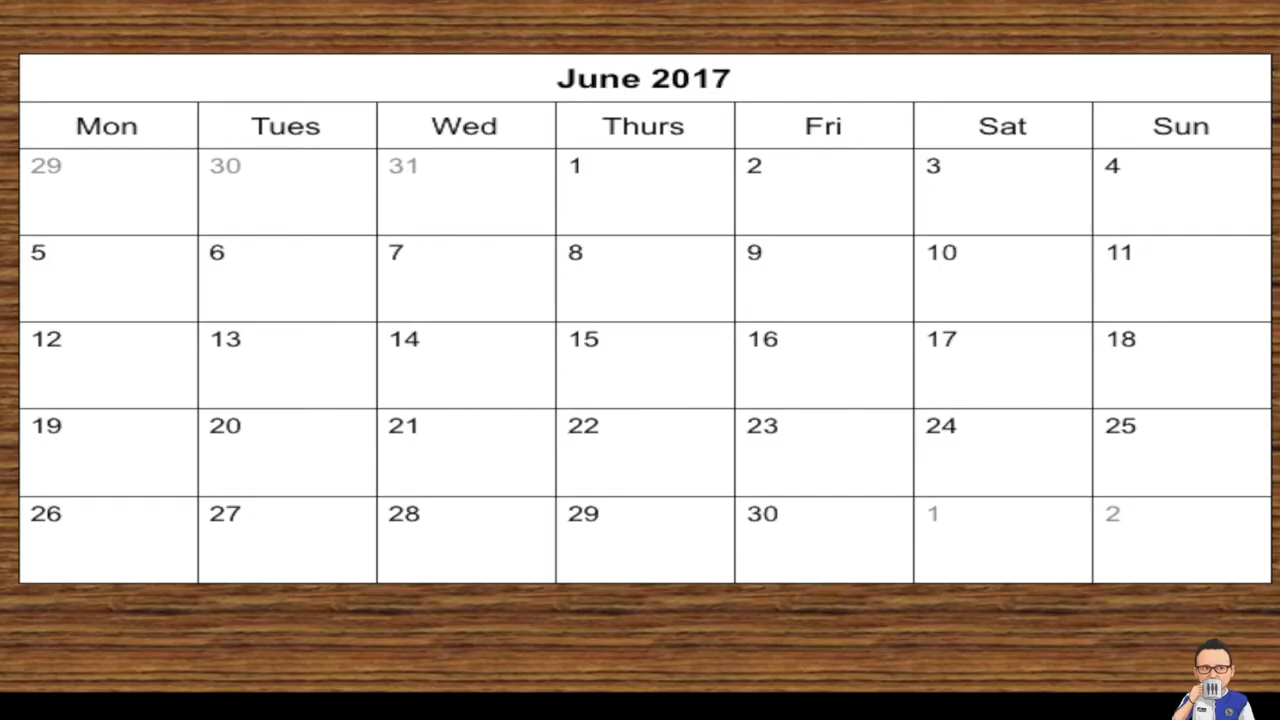 June 2017
Mon Tues Wed Thurs Fri Sat Sun
29 30 31 1 2 3 4
5 6 7 8 9 10 11
12 13 14 15 16 17 18
19 20 21 22 23 24 25
26 27 28 29 30 1 2